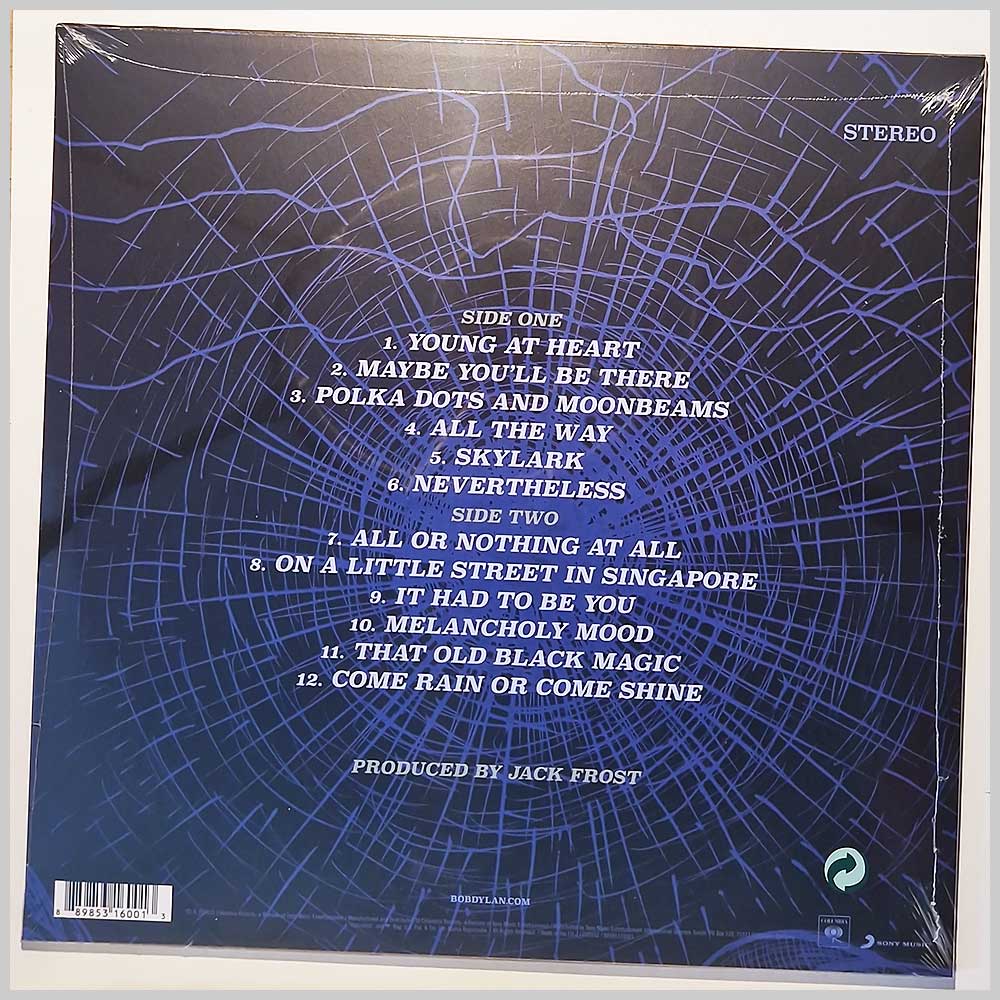 STEREO
SIDE ONE
1. YOUNG AT HEART
2. MAYBE YOU'LL BE THERE
3. POLKA DOTS AND MOONBEAMS
4. ALL THE WAY
5. SKYLARK
6. NEVERTHELESS
SIDE TWO
7. ALL OR NOTHING AT ALL
8. ON A LITTLE STREET IN SINGAPORE
9. IT HAD TO BE YOU
10. MELANCHOLY MOOD
11. THAT OLD BLACK MAGIC
12. COME RAIN OR COME SHINE
PRODUCED BY JACK FROST
BOBDYLAN.COM
8 89853 16001 3
COLUMBIA
SONY MUSIC